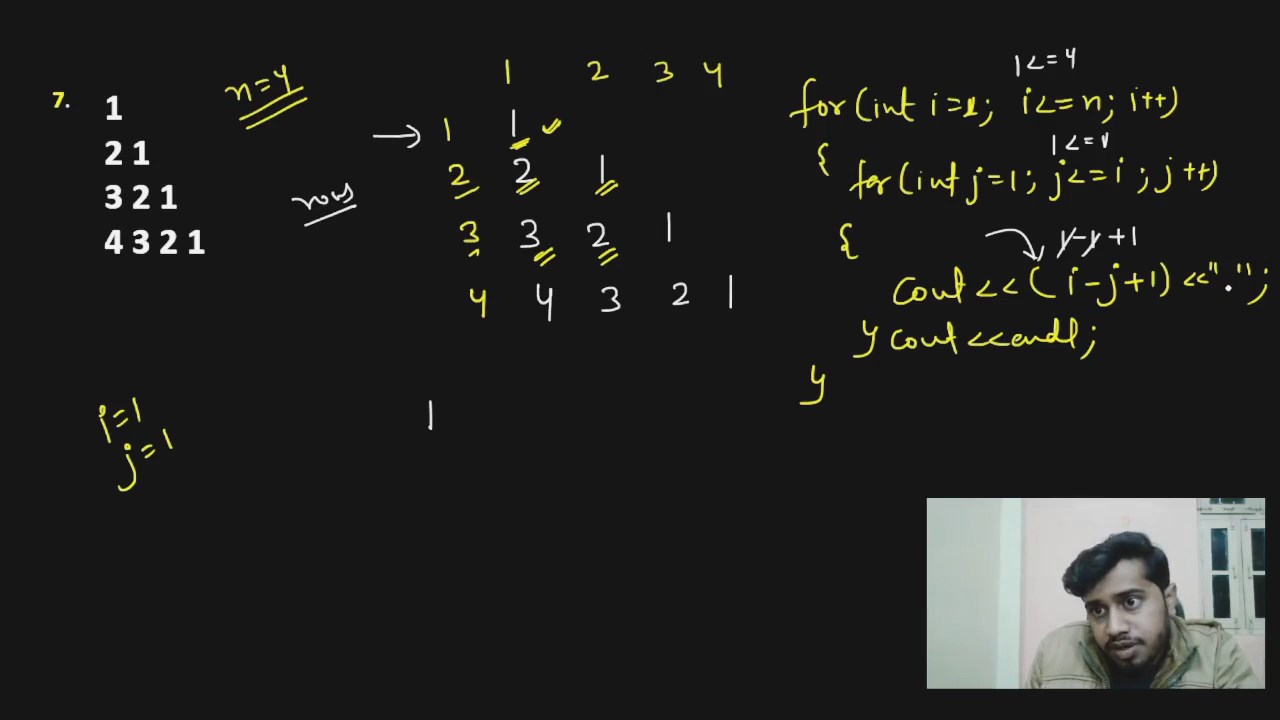 7.
1
2 1
3 2 1
4 3 2 1
n=4
rows
1 2 3 4
→ 1 1 ✓
2 2 1
3 3 2 1
4 4 3 2 1
1<=4
for(int i=1; i<=n; i++)
{
1<=1
for(int j=1; j<=i; j++)
{
1-1+1
cout<<(i-j+1)<<" ";
} cout<<endl;
}
i=1
j=1
1